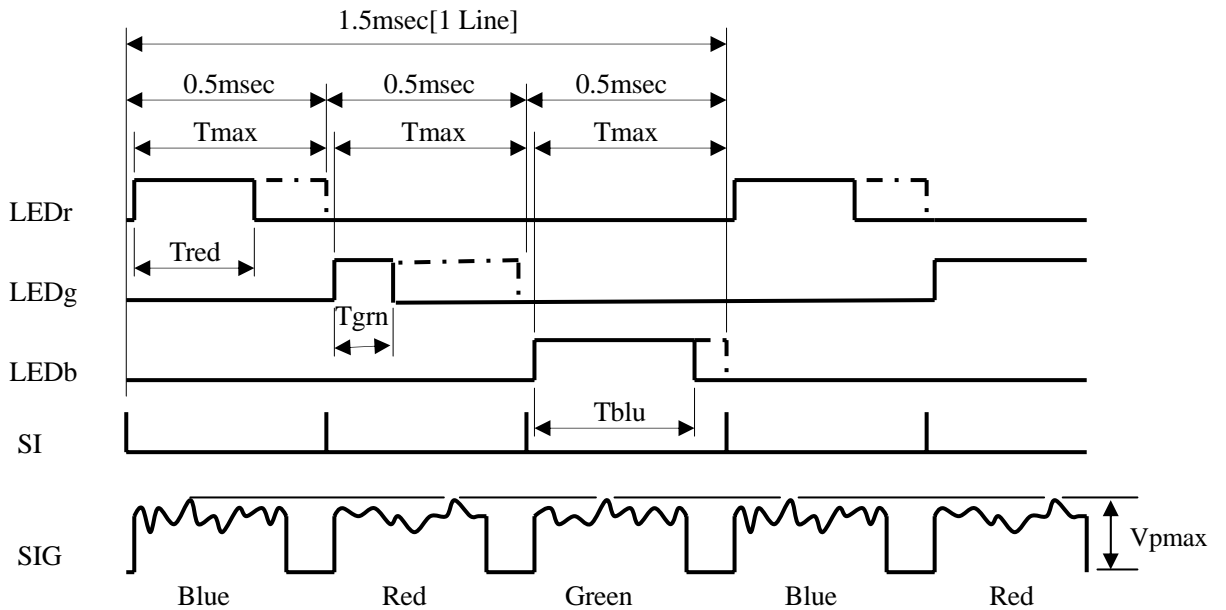 1.5msec[1 Line]
0.5msec 0.5msec 0.5msec
Tmax Tmax Tmax
LEDr
Tred
LEDg
Tgrn
LEDb
Tblu
SI
SIG
Vpmax
Blue Red Green Blue Red